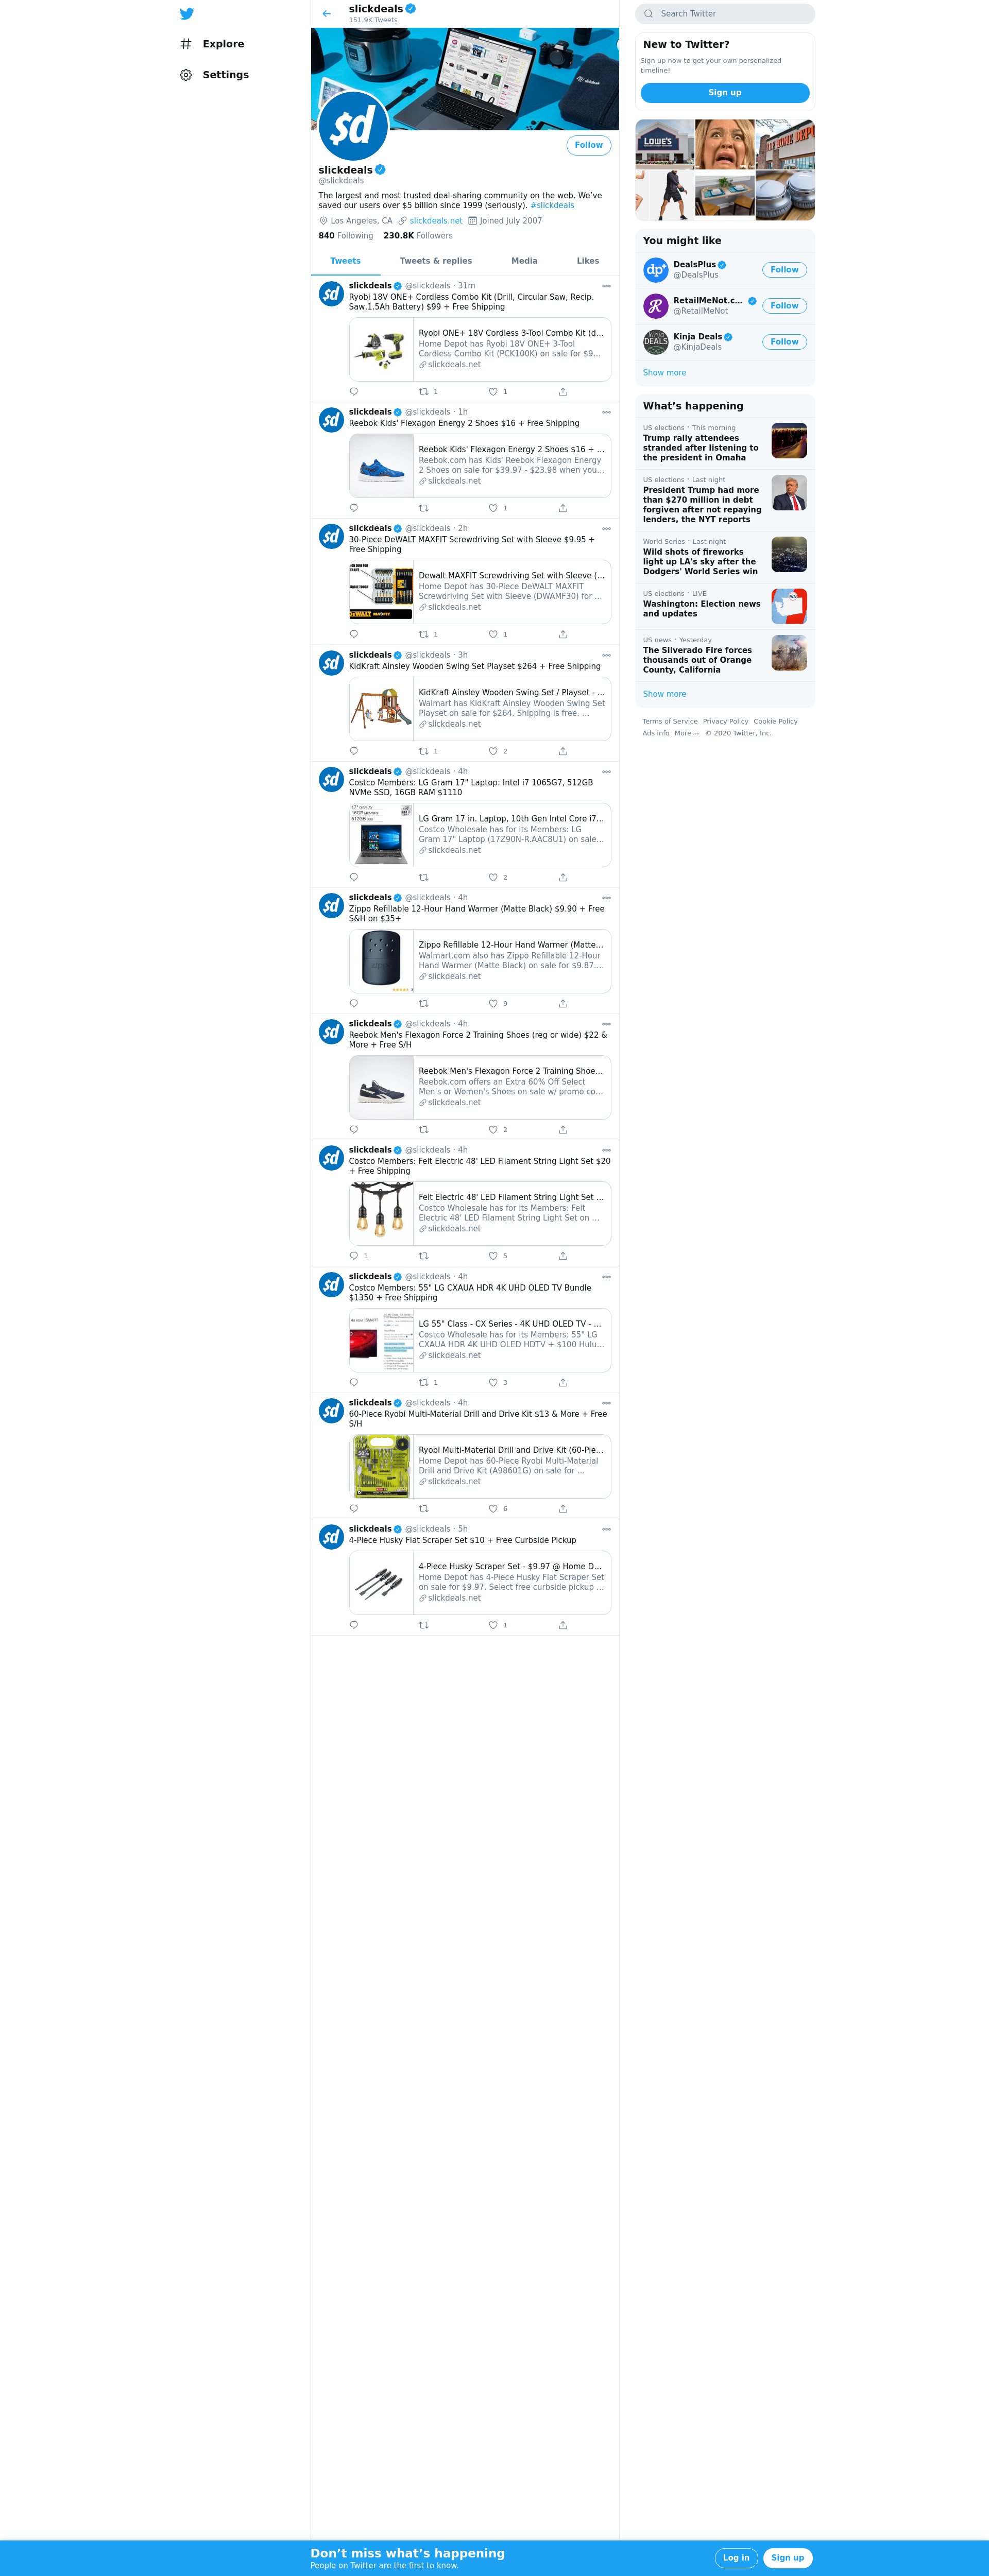 Explore
Settings
slickdeals
151.9K Tweets
$d
Follow
slickdeals
@slickdeals
The largest and most trusted deal-sharing community on the web. We've
saved our users over $5 billion since 1999 (seriously). #slickdeals
Los Angeles, CA slickdeals.net Joined July 2007
840 Following 230.8K Followers
Tweets Tweets & replies Media Likes
slickdeals @slickdeals · 31m
Ryobi 18V ONE+ Cordless Combo Kit (Drill, Circular Saw, Recip.
Saw,1.5Ah Battery) $99 + Free Shipping
Ryobi ONE+ 18V Cordless 3-Tool Combo Kit (d...
Home Depot has Ryobi 18V ONE+ 3-Tool
Cordless Combo Kit (PCK100K) on sale for $9...
slickdeals.net
1 1
slickdeals @slickdeals · 1h
Reebok Kids' Flexagon Energy 2 Shoes $16 + Free Shipping
Reebok Kids' Flexagon Energy 2 Shoes $16 + ...
Reebok.com has Kids' Reebok Flexagon Energy
2 Shoes on sale for $39.97 - $23.98 when you...
slickdeals.net
1
slickdeals @slickdeals · 2h
30-Piece DeWALT MAXFIT Screwdriving Set with Sleeve $9.95 +
Free Shipping
Dewalt MAXFIT Screwdriving Set with Sleeve (...
Home Depot has 30-Piece DeWALT MAXFIT
Screwdriving Set with Sleeve (DWAMF30) for ...
slickdeals.net
DeWALT MAXFIT
1 1
slickdeals @slickdeals · 3h
KidKraft Ainsley Wooden Swing Set Playset $264 + Free Shipping
KidKraft Ainsley Wooden Swing Set / Playset - ...
Walmart has KidKraft Ainsley Wooden Swing Set
Playset on sale for $264. Shipping is free. ...
slickdeals.net
1 2
slickdeals @slickdeals · 4h
Costco Members: LG Gram 17" Laptop: Intel i7 1065G7, 512GB
NVMe SSD, 16GB RAM $1110
17" DISPLAY
16GB MEMORY
512GB SSD
LG Gram 17 in. Laptop, 10th Gen Intel Core i7...
Costco Wholesale has for its Members: LG
Gram 17" Laptop (17Z90N-R.AAC8U1) on sale...
slickdeals.net
2
slickdeals @slickdeals · 4h
Zippo Refillable 12-Hour Hand Warmer (Matte Black) $9.90 + Free
S&H on $35+
Zippo Refillable 12-Hour Hand Warmer (Matte...
Walmart.com also has Zippo Refillable 12-Hour
Hand Warmer (Matte Black) on sale for $9.87....
slickdeals.net
9
slickdeals @slickdeals · 4h
Reebok Men's Flexagon Force 2 Training Shoes (reg or wide) $22 &
More + Free S/H
Reebok Men's Flexagon Force 2 Training Shoe...
Reebok.com offers an Extra 60% Off Select
Men's or Women's Shoes on sale w/ promo co...
slickdeals.net
2
slickdeals @slickdeals · 4h
Costco Members: Feit Electric 48' LED Filament String Light Set $20
+ Free Shipping
Feit Electric 48' LED Filament String Light Set ...
Costco Wholesale has for its Members: Feit
Electric 48' LED Filament String Light Set on ...
slickdeals.net
1 5
slickdeals @slickdeals · 4h
Costco Members: 55" LG CXAUA HDR 4K UHD OLED TV Bundle
$1350 + Free Shipping
LG 55" Class - CX Series - 4K UHD OLED TV - ...
Costco Wholesale has for its Members: 55" LG
CXAUA HDR 4K UHD OLED HDTV + $100 Hulu...
slickdeals.net
1 3
slickdeals @slickdeals · 4h
60-Piece Ryobi Multi-Material Drill and Drive Kit $13 & More + Free
S/H
Ryobi Multi-Material Drill and Drive Kit (60-Pie...
Home Depot has 60-Piece Ryobi Multi-Material
Drill and Drive Kit (A98601G) on sale for ...
slickdeals.net
6
slickdeals @slickdeals · 5h
4-Piece Husky Flat Scraper Set $10 + Free Curbside Pickup
4-Piece Husky Scraper Set - $9.97 @ Home D...
Home Depot has 4-Piece Husky Flat Scraper Set
on sale for $9.97. Select free curbside pickup ...
slickdeals.net
1
Search Twitter
New to Twitter?
Sign up now to get your own personalized
timeline!
Sign up
LOWE'S
You might like
DealsPlus
@DealsPlus
Follow
RetailMeNot.c...
@RetailMeNot
Follow
Kinja Deals
@KinjaDeals
Follow
Show more
What's happening
US elections · This morning
Trump rally attendees
stranded after listening to
the president in Omaha
US elections · Last night
President Trump had more
than $270 million in debt
forgiven after not repaying
lenders, the NYT reports
World Series · Last night
Wild shots of fireworks
light up LA's sky after the
Dodgers' World Series win
US elections · LIVE
Washington: Election news
and updates
US news · Yesterday
The Silverado Fire forces
thousands out of Orange
County, California
Show more
Terms of Service Privacy Policy Cookie Policy
Ads info More ··· © 2020 Twitter, Inc.
Don't miss what's happening
People on Twitter are the first to know.
Log in Sign up